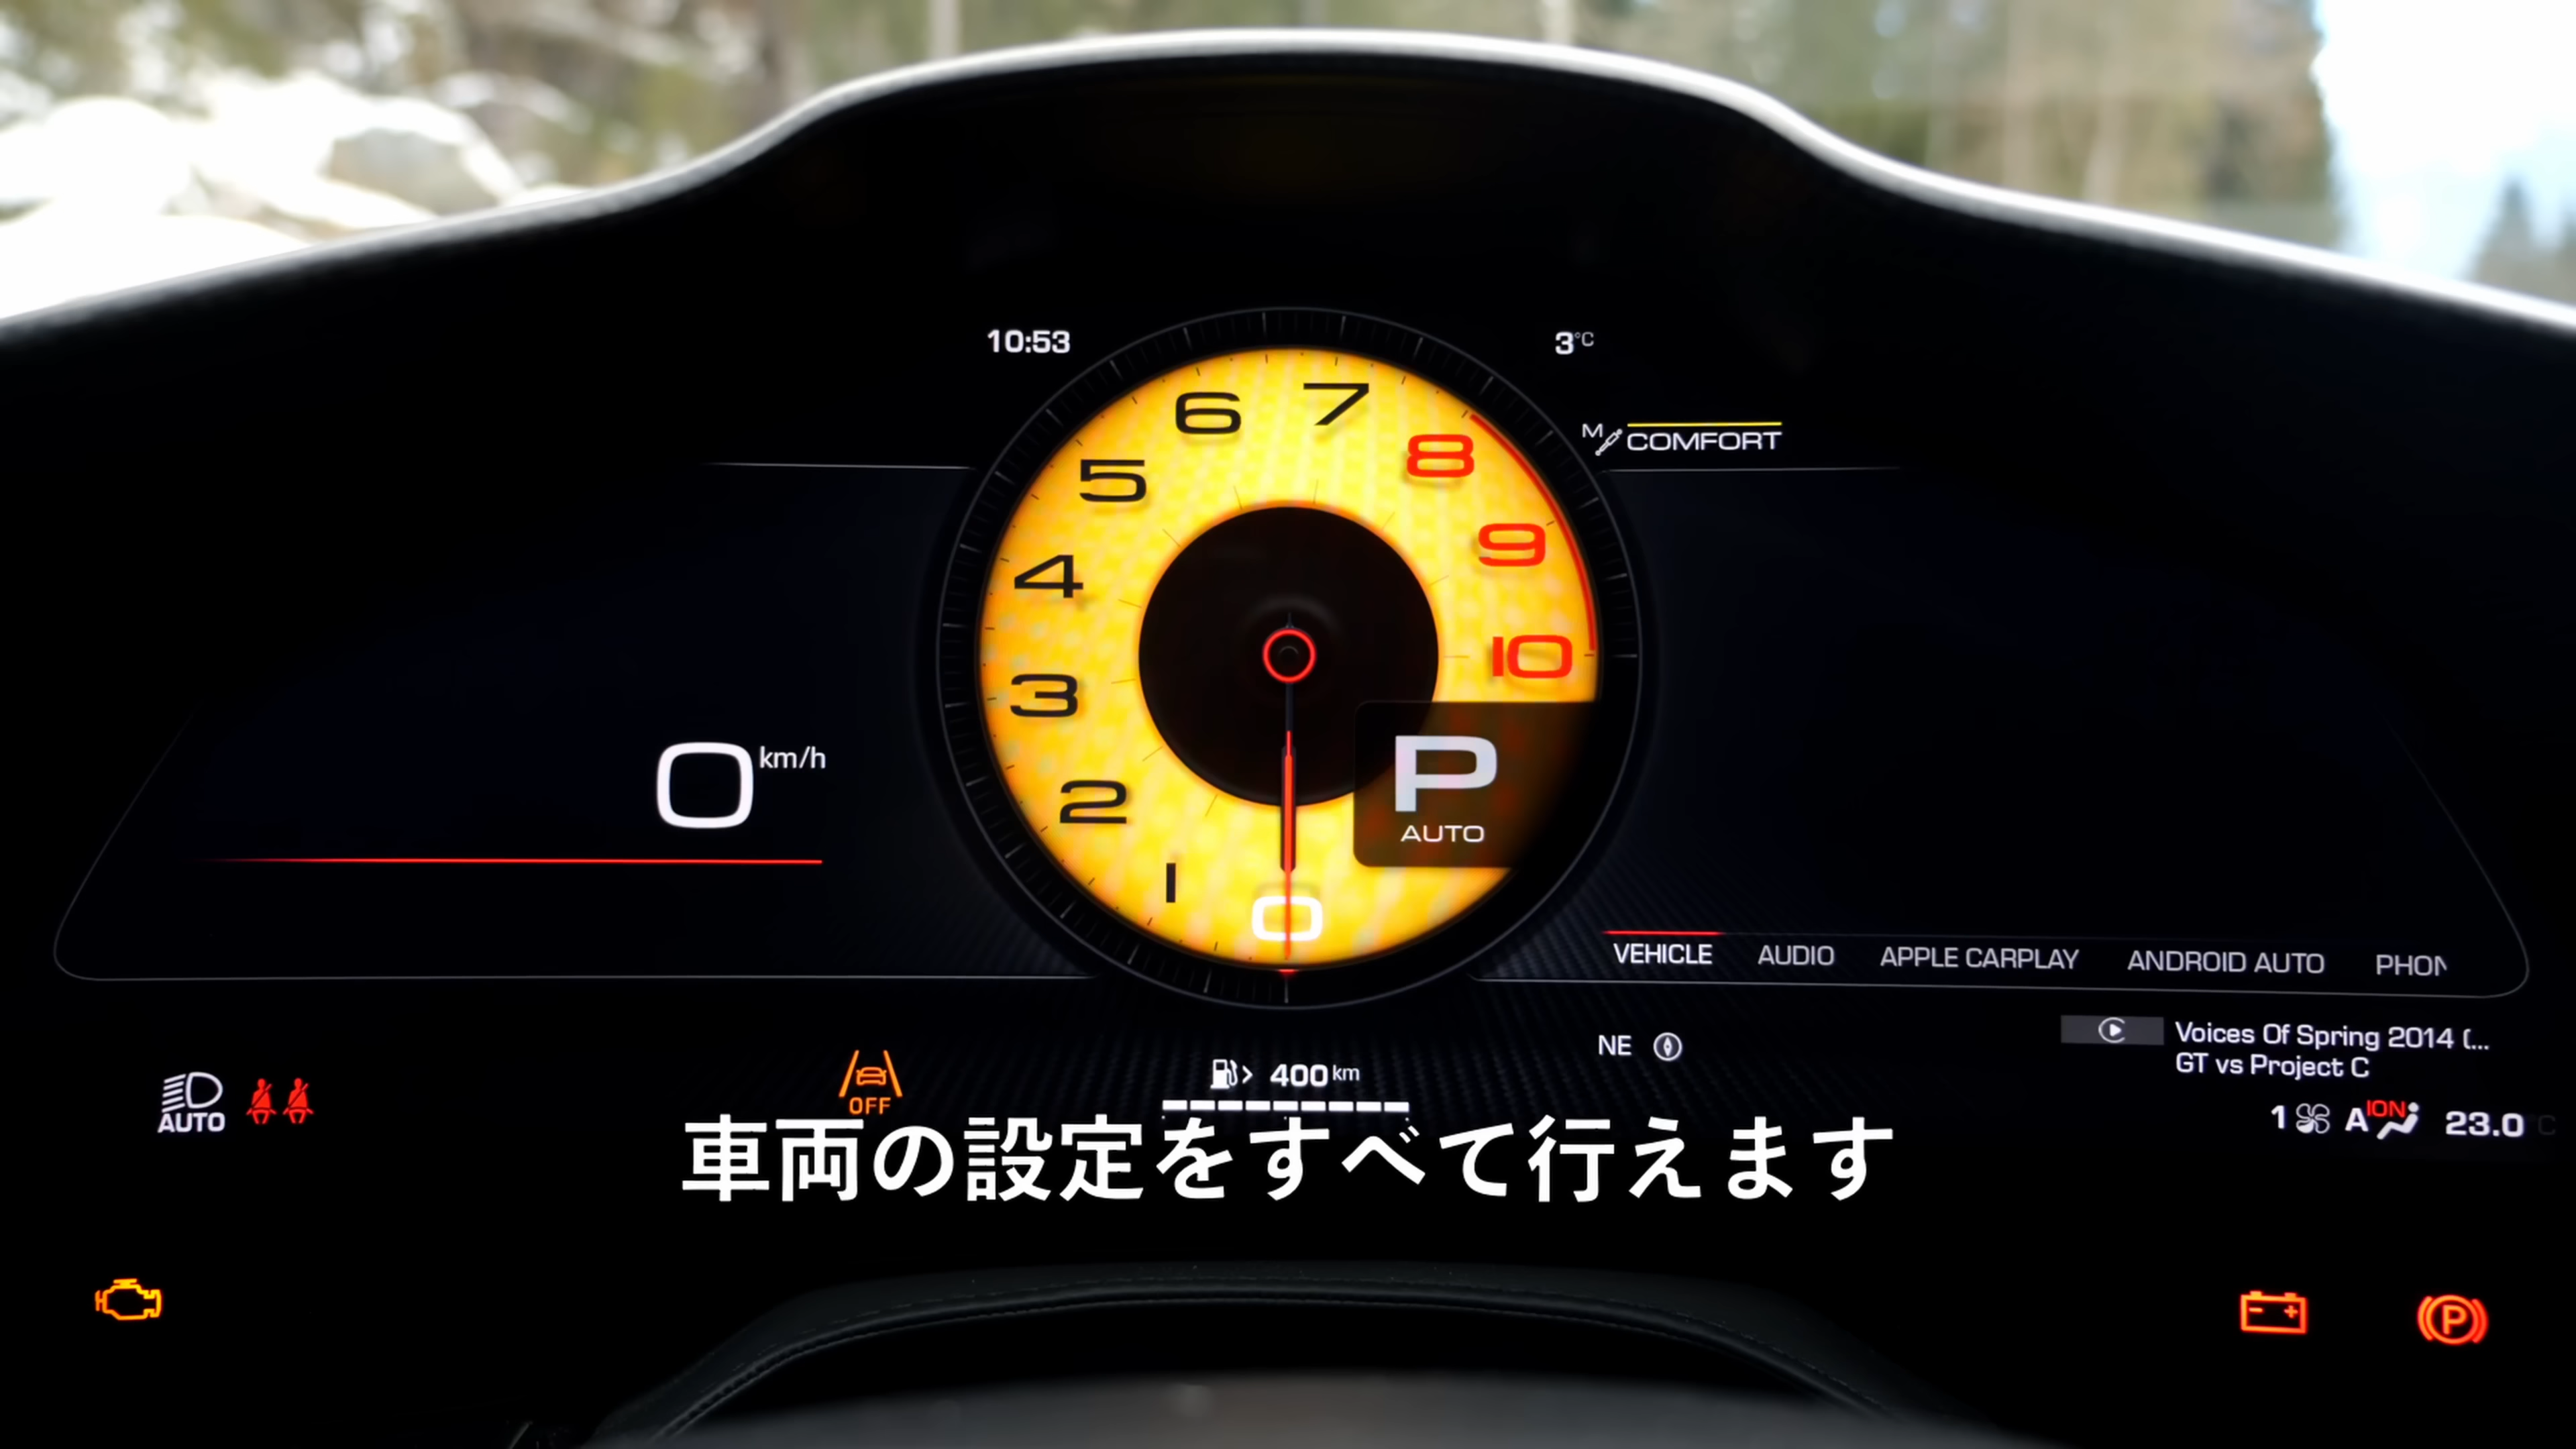 10:53
3°C
M COMFORT
6
7
5
8
4
9
3
10
2
1
0
0 km/h
P
AUTO
VEHICLE AUDIO APPLE CARPLAY ANDROID AUTO PHON
NE
Voices Of Spring 2014 (...
GT vs Project C
AUTO
OFF
400 km
1 A ION 23.0 C
車両の設定をすべて行えます
P